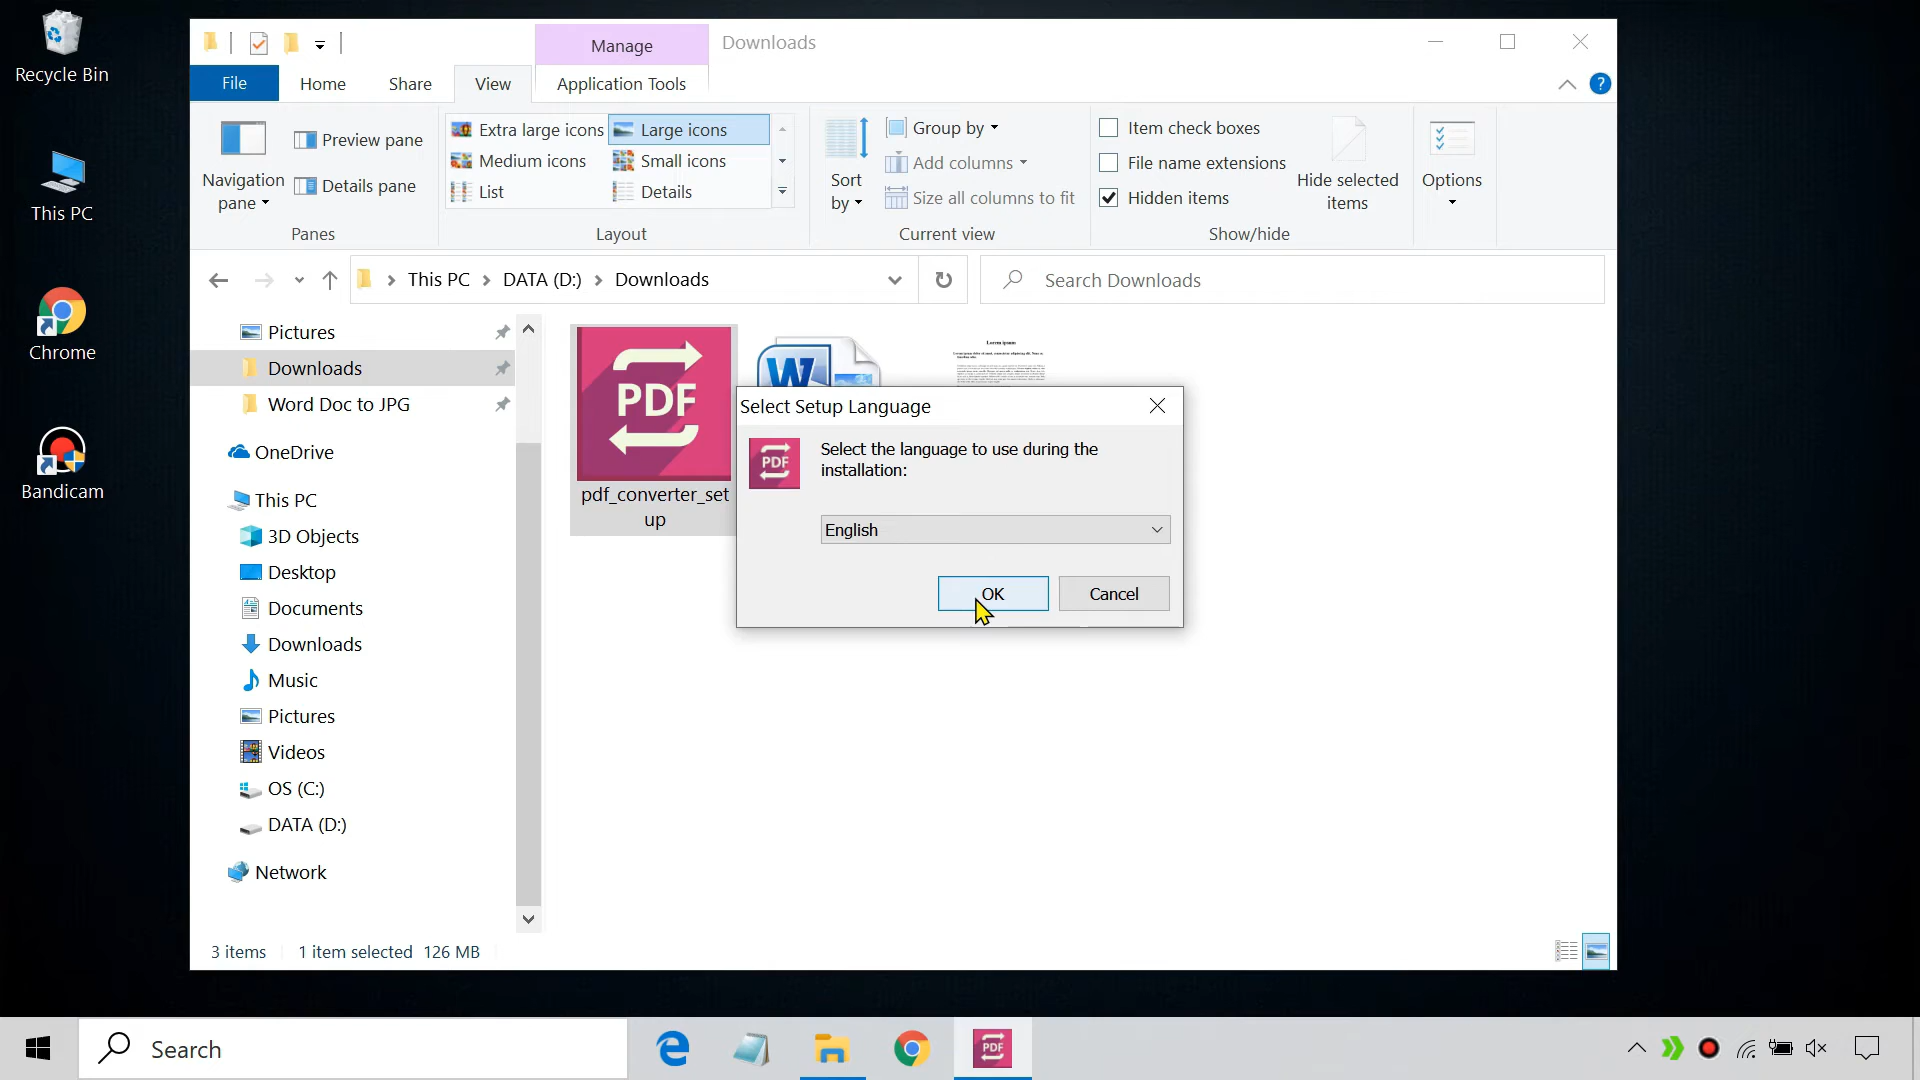 Recycle Bin
This PC
Chrome
Bandicam
Manage
Downloads
File
Home
Share
View
Application Tools
?
Navigation
pane
Preview pane
Details pane
Panes
Extra large icons
Large icons
Medium icons
Small icons
List
Details
Layout
Sort
by
Group by
Add columns
Size all columns to fit
Current view
Item check boxes
File name extensions
Hidden items
Hide selected
items
Show/hide
Options
This PC
DATA (D:)
Downloads
Search Downloads
Pictures
Downloads
Word Doc to JPG
OneDrive
This PC
3D Objects
Desktop
Documents
Downloads
Music
Pictures
Videos
OS (C:)
DATA (D:)
Network
PDF
pdf_converter_set
up
W
Lorem ipsum
Select Setup Language
PDF
Select the language to use during the
installation:
English
OK
Cancel
3 items
1 item selected 126 MB
Search
PDF